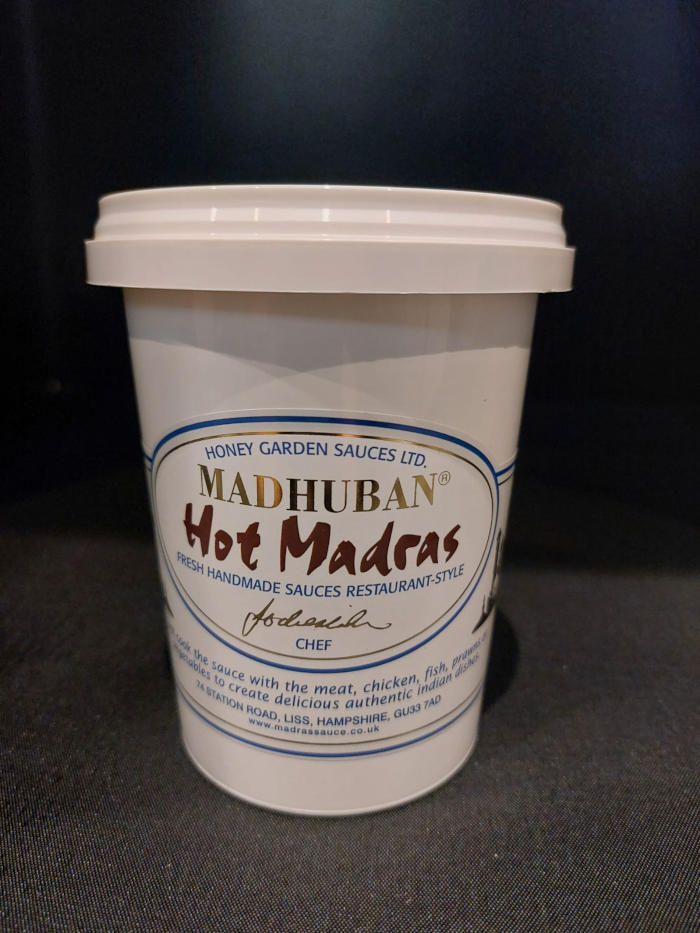 HONEY GARDEN SAUCES LTD.
MADHUBAN®
Hot Madras
FRESH HANDMADE SAUCES RESTAURANT-STYLE
CHEF
cook the sauce with the meat, chicken, fish, prawns
vegetables to create delicious authentic indian dishes.
24 STATION ROAD, LISS, HAMPSHIRE, GU33 7AD
www.madrassauce.co.uk